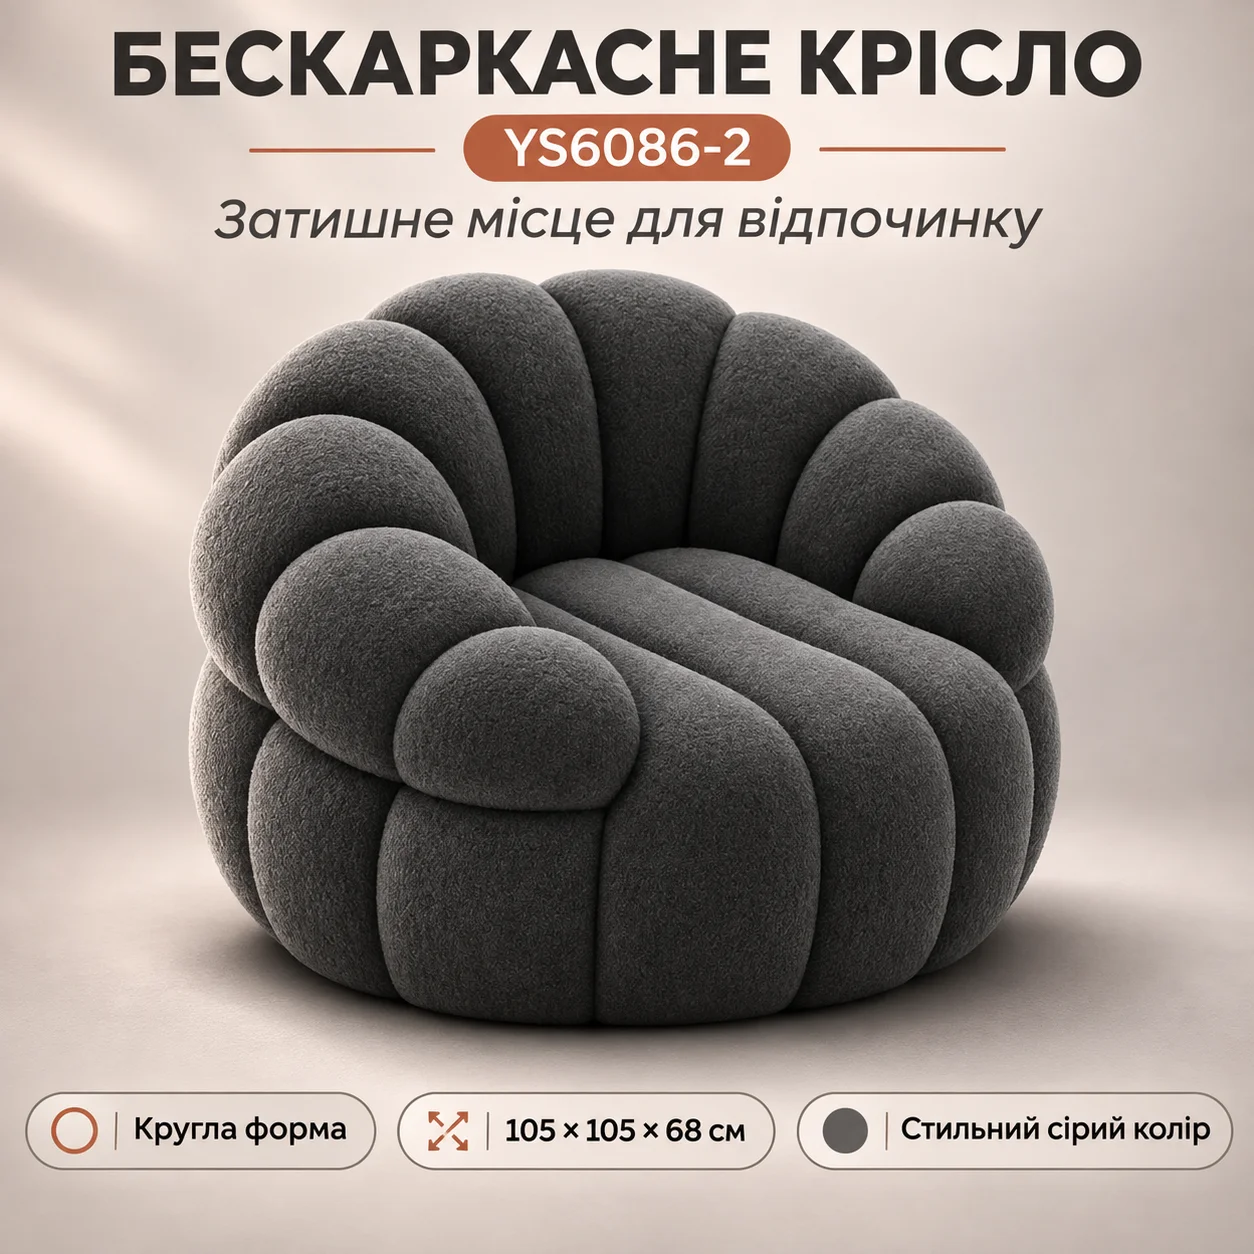 БЕСКАРКАСНЕ КРІСЛО
YS6086-2
Затишне місце для відпочинку
Кругла форма
105 × 105 × 68 см
Стильний сірий колір